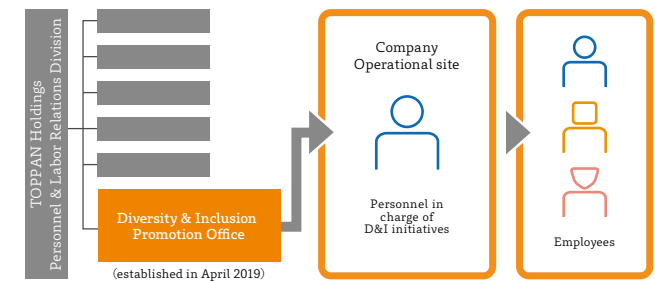 TOPPAN Holdings
Personnel & Labor Relations Division
Diversity & Inclusion
Promotion Office
(established in April 2019)
Company
Operational site
Personnel in
charge of
D&I initiatives
Employees